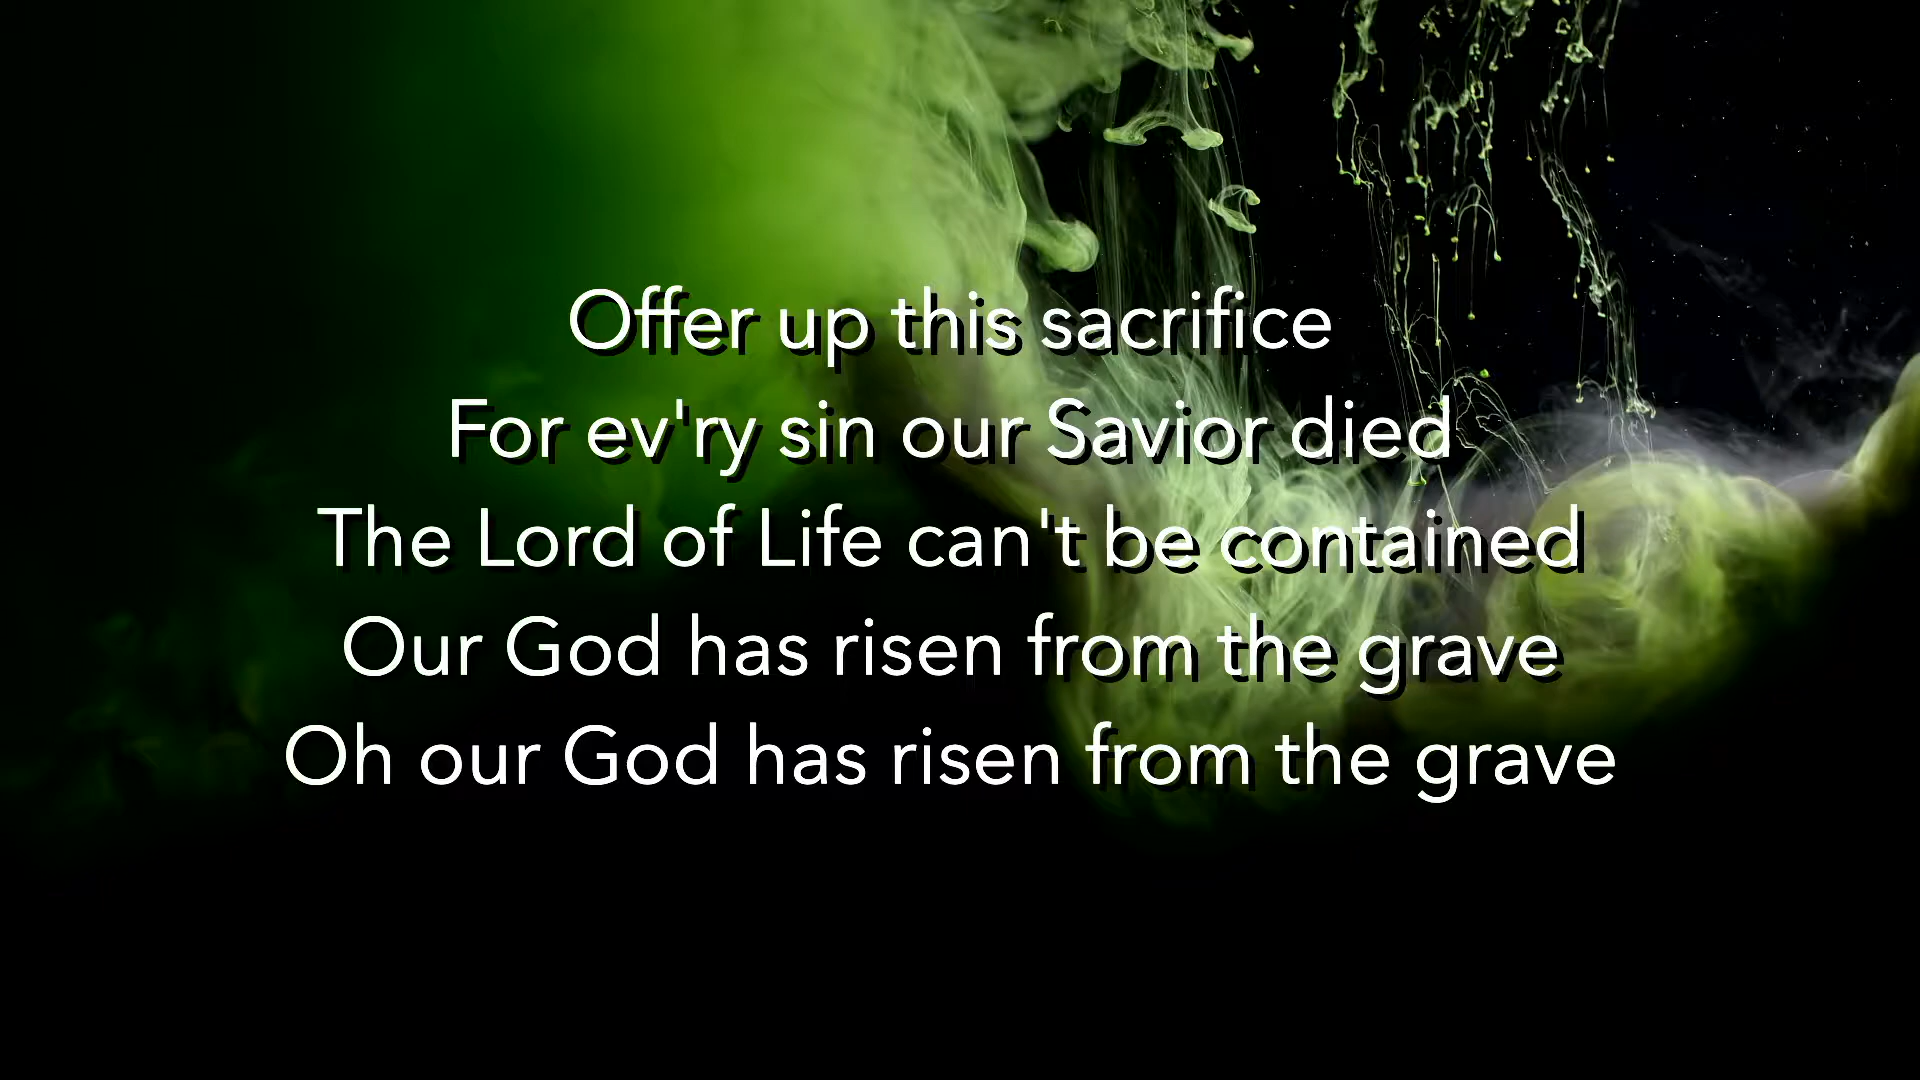 Offer up this sacrifice
For ev'ry sin our Savior died
The Lord of Life can't be contained
Our God has risen from the grave
Oh our God has risen from the grave